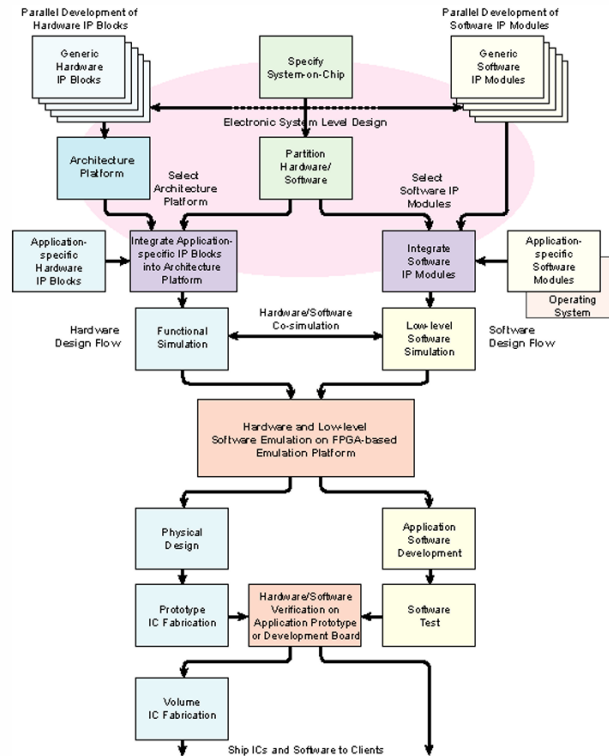 Parallel Development of
Hardware IP Blocks
Parallel Development of
Software IP Modules
Generic
Hardware
IP Blocks
Specify
System-on-Chip
Generic
Software
IP Modules
Electronic System Level Design
Architecture
Platform
Select
Architecture
Platform
Partition
Hardware/
Software
Select
Software IP
Modules
Application-
specific
Hardware
IP Blocks
Integrate Application-
specific IP Blocks
into Architecture
Platform
Integrate
Software
IP Modules
Application-
specific
Software
Modules
Operating
System
Hardware
Design Flow
Functional
Simulation
Hardware/Software
Co-simulation
Low-level
Software
Simulation
Software
Design Flow
Hardware and Low-level
Software Emulation on FPGA-based
Emulation Platform
Physical
Design
Application
Software
Development
Prototype
IC Fabrication
Hardware/Software
Verification on
Application Prototype
or Development Board
Software
Test
Volume
IC Fabrication
Ship ICs and Software to Clients